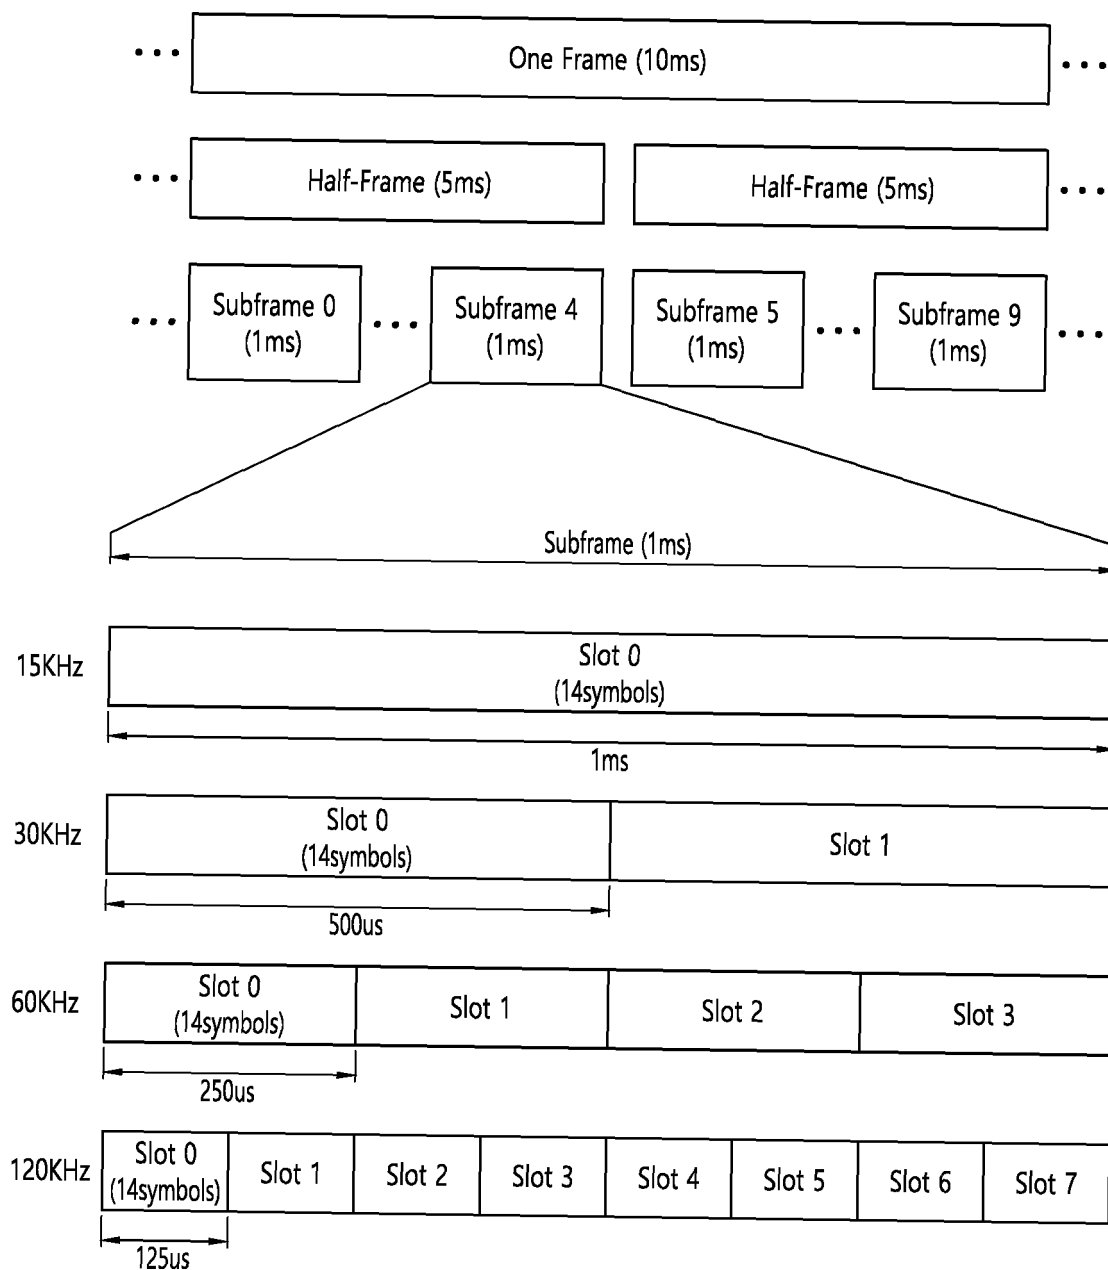 One Frame (10ms)
Half-Frame (5ms)
Half-Frame (5ms)
Subframe 0
(1ms)
Subframe 4
(1ms)
Subframe 5
(1ms)
Subframe 9
(1ms)
Subframe (1ms)
15KHz
Slot 0
(14symbols)
1ms
30KHz
Slot 0
(14symbols)
Slot 1
500us
60KHz
Slot 0
(14symbols)
Slot 1
Slot 2
Slot 3
250us
120KHz
Slot 0
(14symbols)
Slot 1
Slot 2
Slot 3
Slot 4
Slot 5
Slot 6
Slot 7
125us